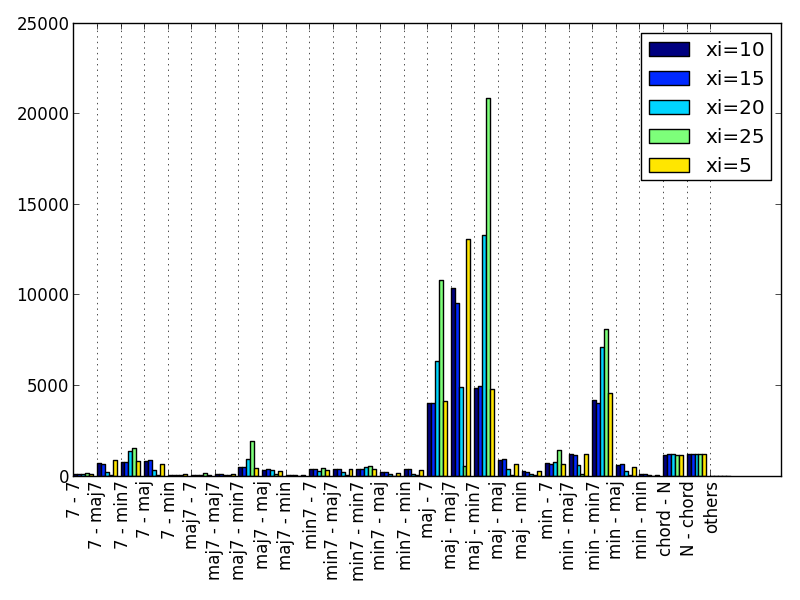 25000
20000
15000
10000
5000
0
xi=10
xi=15
xi=20
xi=25
xi=5
7 - 7
7 - maj7
7 - min7
7 - maj
7 - min
maj7 - 7
maj7 - maj7
maj7 - min7
maj7 - maj
maj7 - min
min7 - 7
min7 - maj7
min7 - min7
min7 - maj
min7 - min
maj - 7
maj - maj7
maj - min7
maj - maj
maj - min
min - 7
min - maj7
min - min7
min - maj
min - min
chord - N
N - chord
others